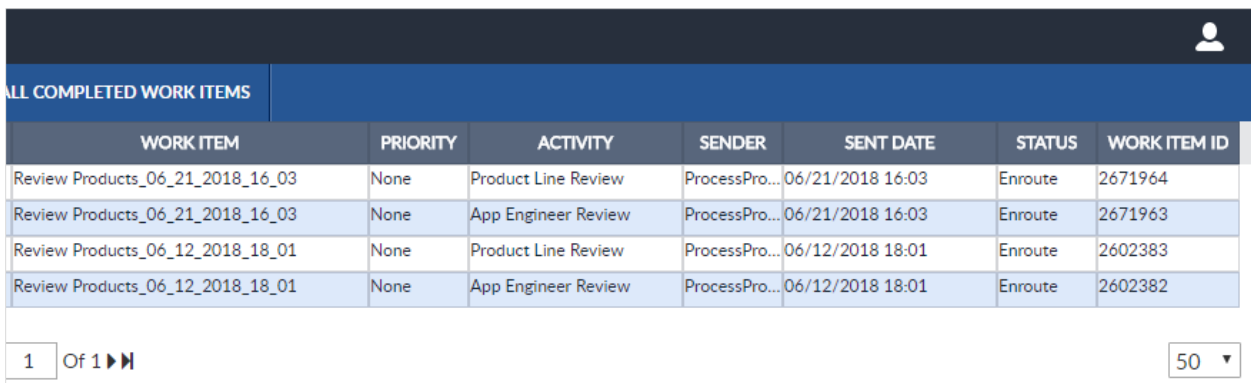 ALL COMPLETED WORK ITEMS
WORK ITEM PRIORITY ACTIVITY SENDER SENT DATE STATUS WORK ITEM ID
Review Products_06_21_2018_16_03 None Product Line Review ProcessPro... 06/21/2018 16:03 Enroute 2671964
Review Products_06_21_2018_16_03 None App Engineer Review ProcessPro... 06/21/2018 16:03 Enroute 2671963
Review Products_06_12_2018_18_01 None Product Line Review ProcessPro... 06/12/2018 18:01 Enroute 2602383
Review Products_06_12_2018_18_01 None App Engineer Review ProcessPro... 06/12/2018 18:01 Enroute 2602382
1 Of 1 50